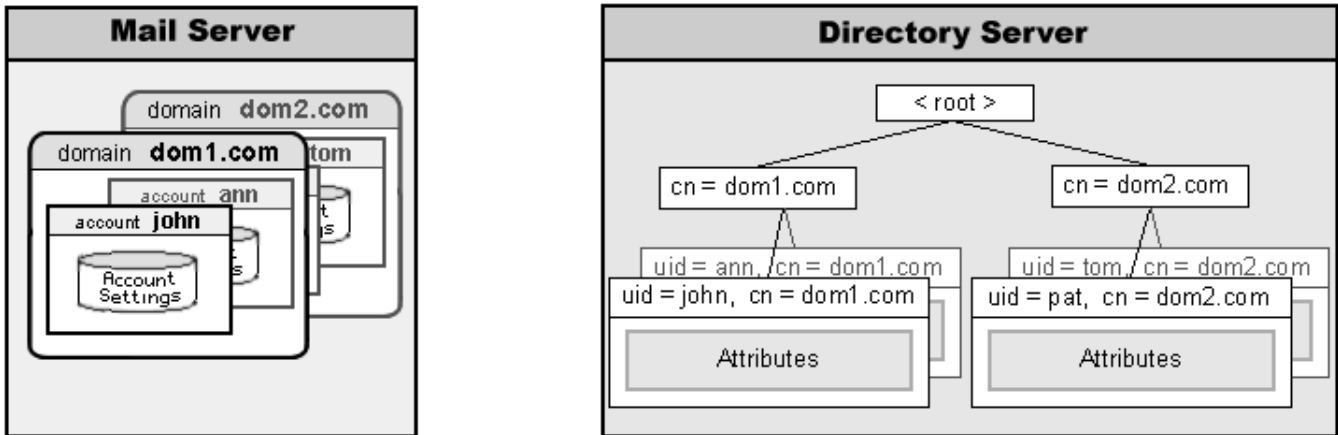 Mail Server
domain dom2.com
tom
domain dom1.com
account ann
account john
Account
Settings
Directory Server
< root >
cn = dom1.com
cn = dom2.com
uid = ann, cn = dom1.com
uid = john, cn = dom1.com
Attributes
uid = tom, cn = dom2.com
uid = pat, cn = dom2.com
Attributes